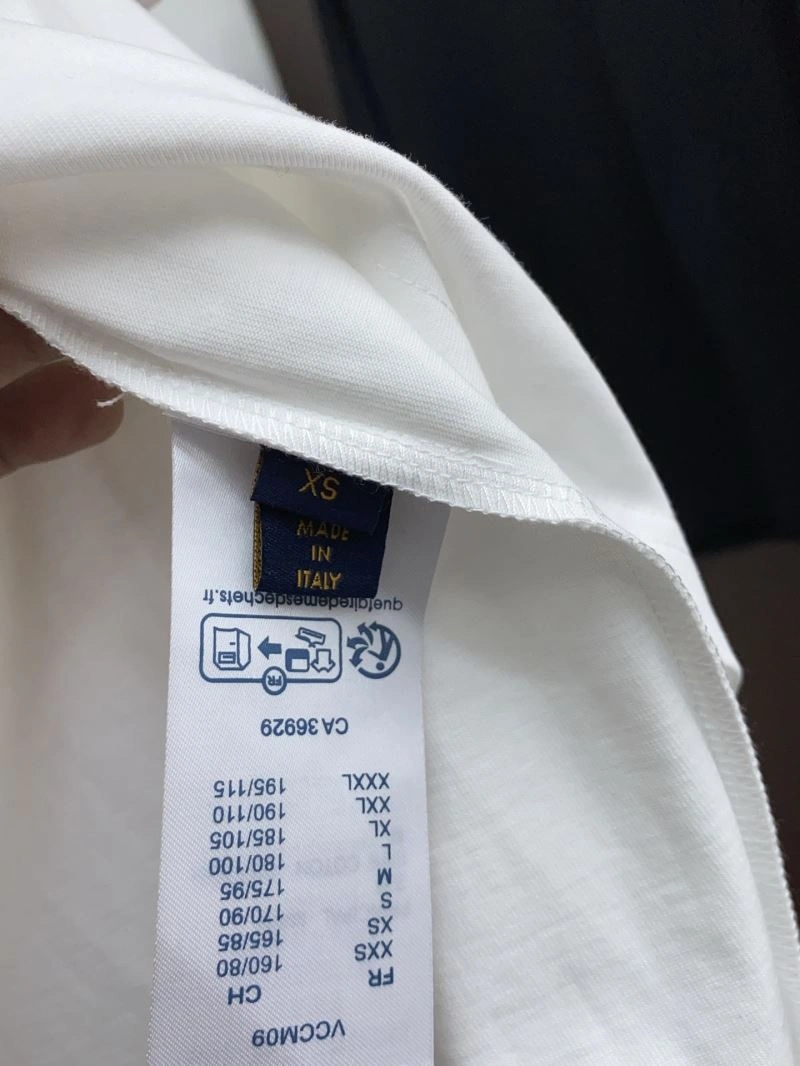 XS
MADE
IN
ITALY
VCCM09
FR CH
XXS 160/80
XS 165/85
S 170/90
M 175/95
L 180/100
XL 185/105
XXL 190/110
XXXL 195/115
CA 36929
FR
quefairedemesdechets.fr